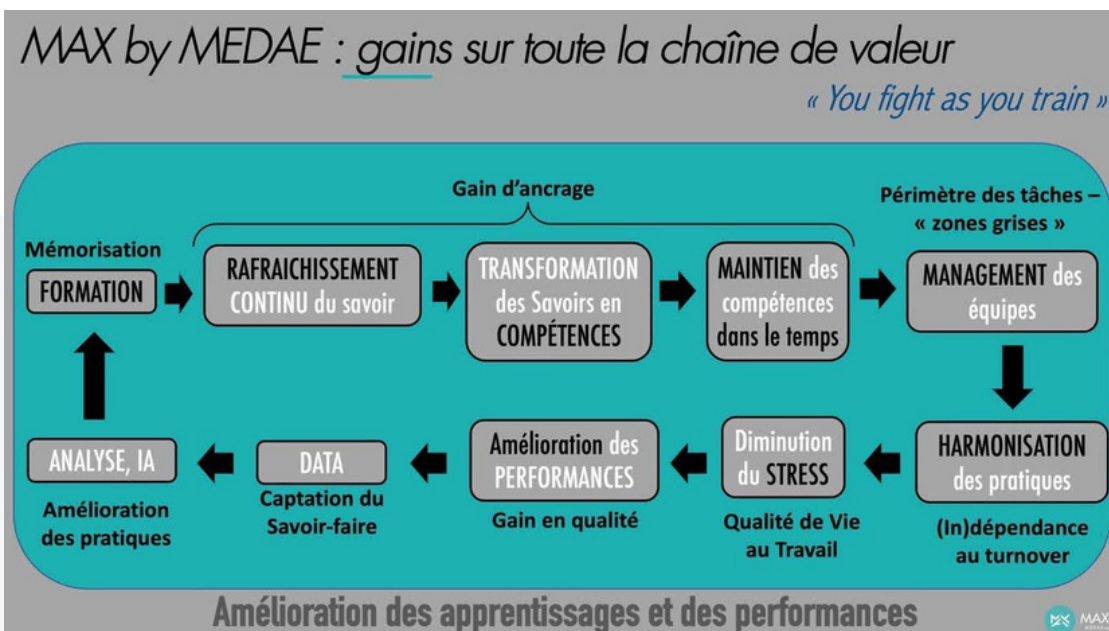 MAX by MEDAE : gains sur toute la chaîne de valeur
« You fight as you train »
Gain d'ancrage
Périmètre des tâches –
« zones grises »
Mémorisation
FORMATION
RAFRAICHISSEMENT
CONTINU du savoir
TRANSFORMATION
des Savoirs en
COMPÉTENCES
MAINTIEN des
compétences
dans le temps
MANAGEMENT des
équipes
HARMONISATION
des pratiques
(In)dépendance
au turnover
Diminution
du STRESS
Qualité de Vie
au Travail
Amélioration des
PERFORMANCES
Gain en qualité
DATA
Captation du
Savoir-faire
ANALYSE, IA
Amélioration
des pratiques
Amélioration des apprentissages et des performances
MAX